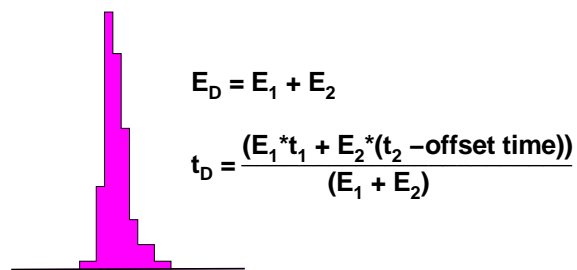 E_D = E_1 + E_2
t_D = (E_1*t_1 + E_2*(t_2 –offset time))
(E_1 + E_2)